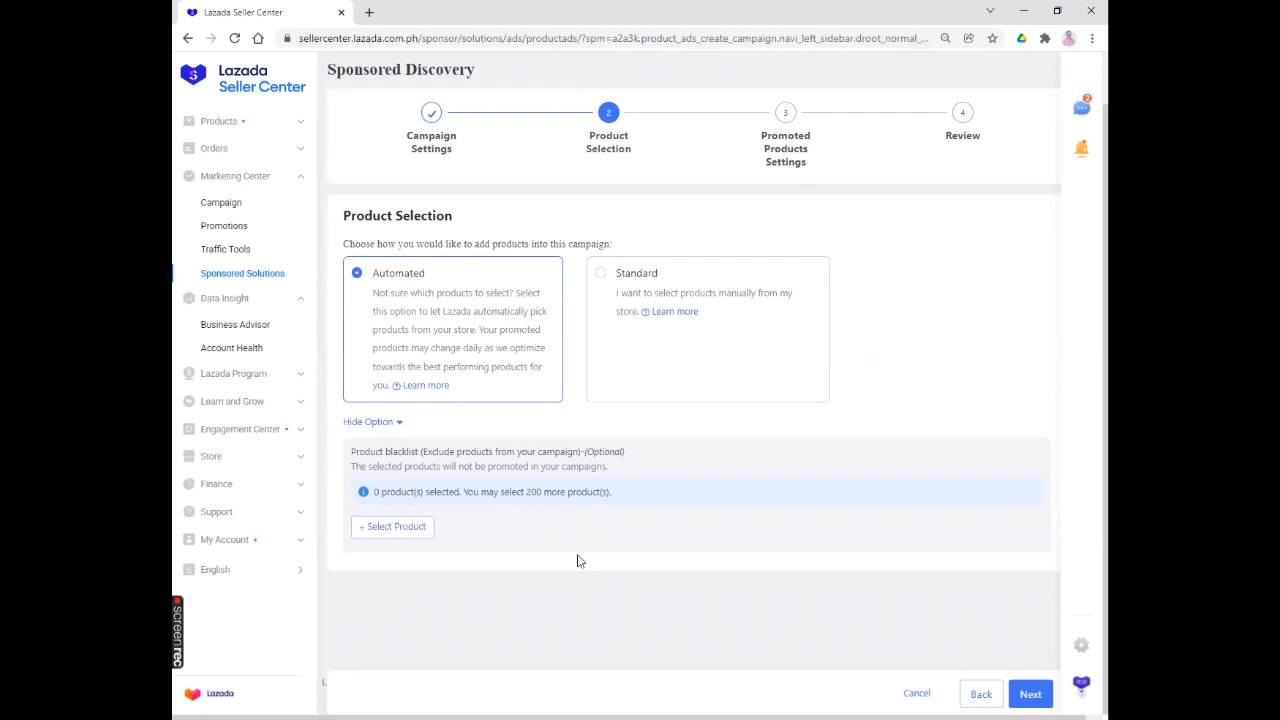 Lazada Seller Center
sellercenter.lazada.com.ph/sponsor/solutions/ads/productads/?spm=a2a3k.product_ads_create_campaign.navi_left_sidebar.droot_normal_...
Lazada
Seller Center
Products
Orders
Marketing Center
Campaign
Promotions
Traffic Tools
Sponsored Solutions
Data Insight
Business Advisor
Account Health
Lazada Program
Learn and Grow
Engagement Center
Store
Finance
Support
My Account
English
screenrec
Lazada
Sponsored Discovery
2
3
4
Campaign
Settings
Product
Selection
Promoted
Products
Settings
Review
2
Product Selection
Choose how you would like to add products into this campaign:
Automated
Not sure which products to select? Select
this option to let Lazada automatically pick
products from your store. Your promoted
products may change daily as we optimize
towards the best performing products for
you. Learn more
Standard
I want to select products manually from my
store. Learn more
Hide Option
Product blacklist (Exclude products from your campaign)-(Optional)
The selected products will not be promoted in your campaigns.
0 product(s) selected. You may select 200 more product(s).
+ Select Product
L
Cancel
Back
Next